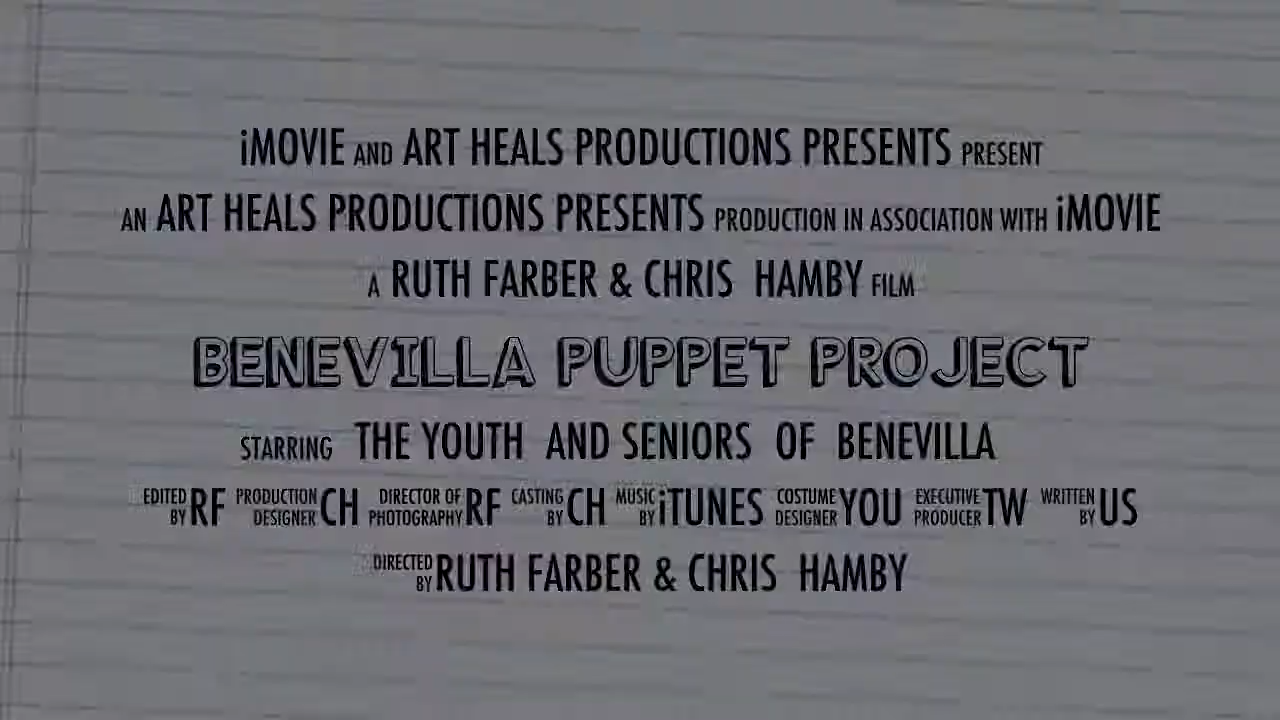 iMOVIE AND ART HEALS PRODUCTIONS PRESENTS PRESENT
AN ART HEALS PRODUCTIONS PRESENTS PRODUCTION IN ASSOCIATION WITH iMOVIE
A RUTH FARBER & CHRIS HAMBY FILM
BENEVILLA PUPPET PROJECT
STARRING THE YOUTH AND SENIORS OF BENEVILLA
EDITED BY RF PRODUCTION DESIGNER CH DIRECTOR OF PHOTOGRAPHY RF CASTING BY CH MUSIC BY iTUNES COSTUME DESIGNER YOU EXECUTIVE PRODUCER TW WRITTEN BY US
DIRECTED BY RUTH FARBER & CHRIS HAMBY